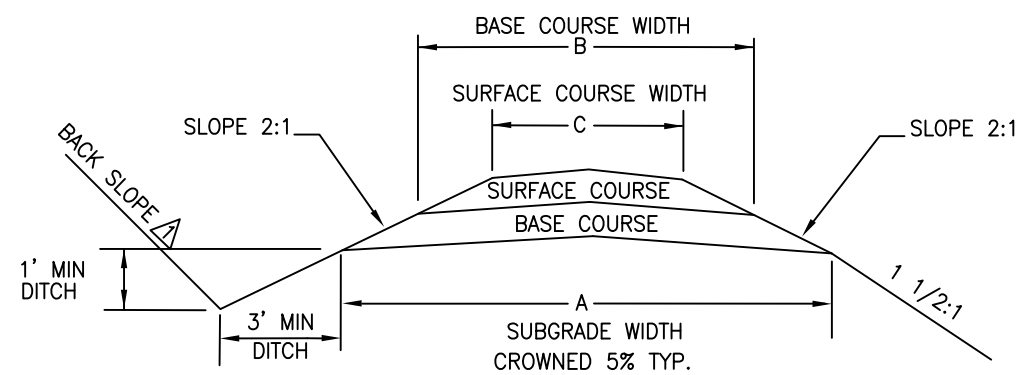 BASE COURSE WIDTH
B
SURFACE COURSE WIDTH
C
SLOPE 2:1
SLOPE 2:1
BACK SLOPE
1
SURFACE COURSE
BASE COURSE
1' MIN
DITCH
3' MIN
DITCH
A
SUBGRADE WIDTH
CROWNED 5% TYP.
1 1/2:1